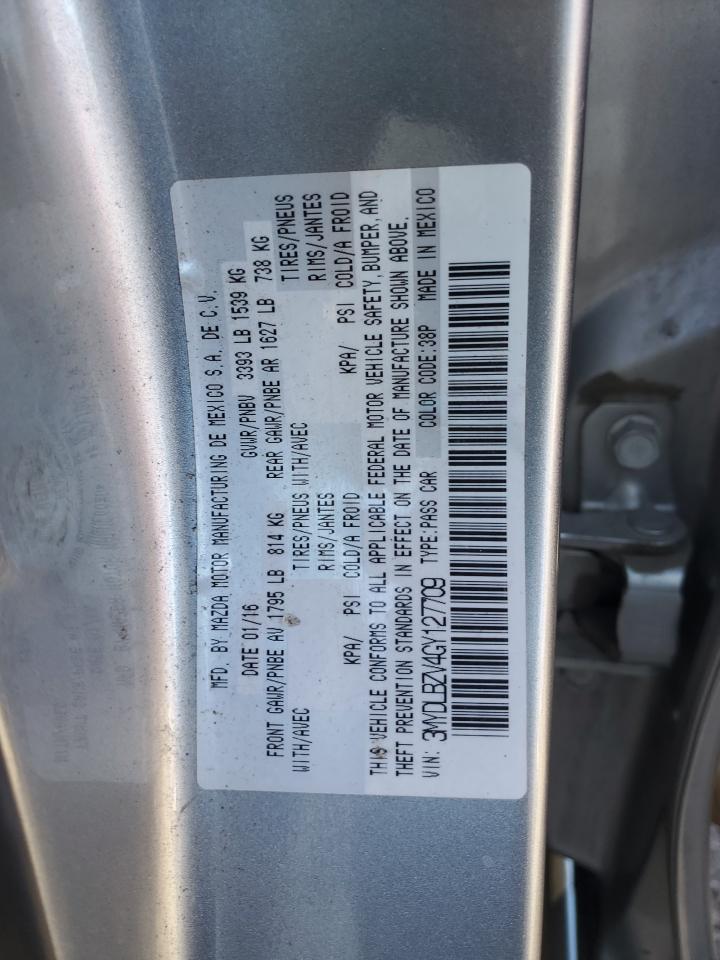 MFD. BY MAZDA MOTOR MANUFACTURING DE MEXICO S.A. DE C.V.
DATE 01/16 GVWR/PNBV 3393 LB 1539 KG
FRONT GAWR/PNBE AV 1795 LB 814 KG REAR GAWR/PNBE AR 1627 LB 738 KG
WITH/AVEC TIRES/PNEUS WITH/AVEC TIRES/PNEUS
RIMS/JANTES RIMS/JANTES
KPA/ PSI COLD/A FROID KPA/ PSI COLD/A FROID
THIS VEHICLE CONFORMS TO ALL APPLICABLE FEDERAL MOTOR VEHICLE SAFETY, BUMPER, AND
THEFT PREVENTION STANDARDS IN EFFECT ON THE DATE OF MANUFACTURE SHOWN ABOVE.
VIN: 3MYDLBZV4GY127709 TYPE:PASS CAR COLOR CODE:38P MADE IN MEXICO